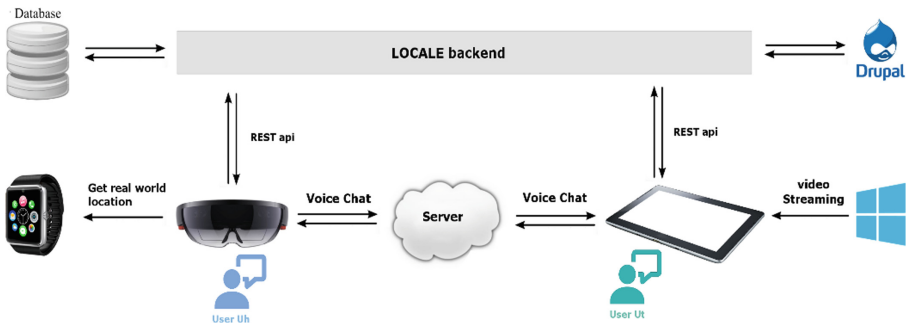 Database
LOCALE backend
Drupal
REST api
REST api
Get real world
location
Voice Chat
Server
Voice Chat
video
Streaming
User Uh
User Ut